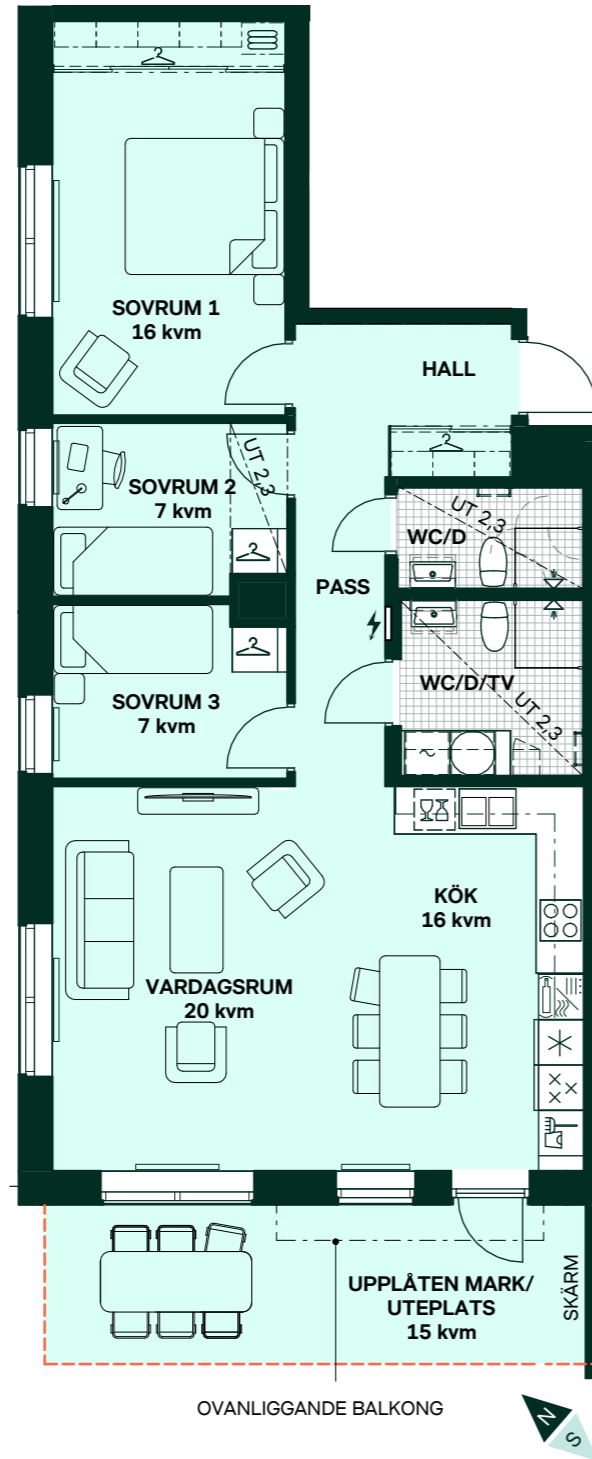 SOVRUM 1
16 kvm
HALL
SOVRUM 2
7 kvm
UT 2,3
UT 2,3
WC/D
PASS
WC/D/TV
UT 2,3
SOVRUM 3
7 kvm
KÖK
16 kvm
VARDAGSRUM
20 kvm
UPPLÅTEN MARK/
UTEPLATS
15 kvm
SKÄRM
OVANLIGGANDE BALKONG
N
S